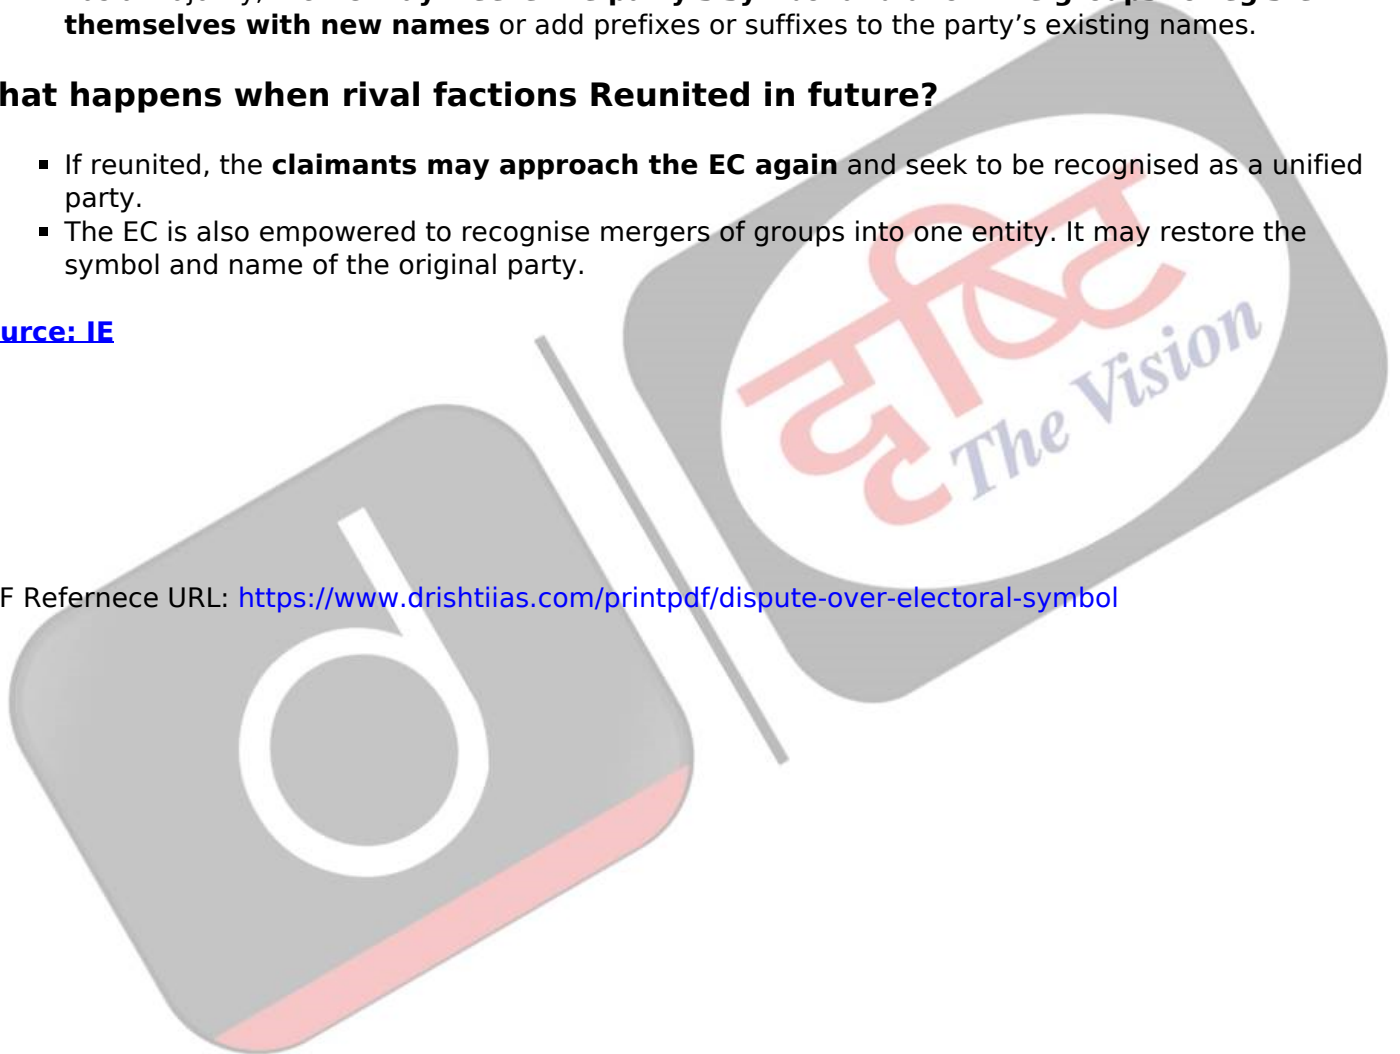 themselves with new names or add prefixes or suffixes to the party’s existing names.
hat happens when rival factions Reunited in future?
▪ If reunited, the claimants may approach the EC again and seek to be recognised as a unified
party.
▪ The EC is also empowered to recognise mergers of groups into one entity. It may restore the
symbol and name of the original party.
urce: IE
दृष्टि
The Vision
d
F Refernece URL: https://www.drishtiias.com/printpdf/dispute-over-electoral-symbol